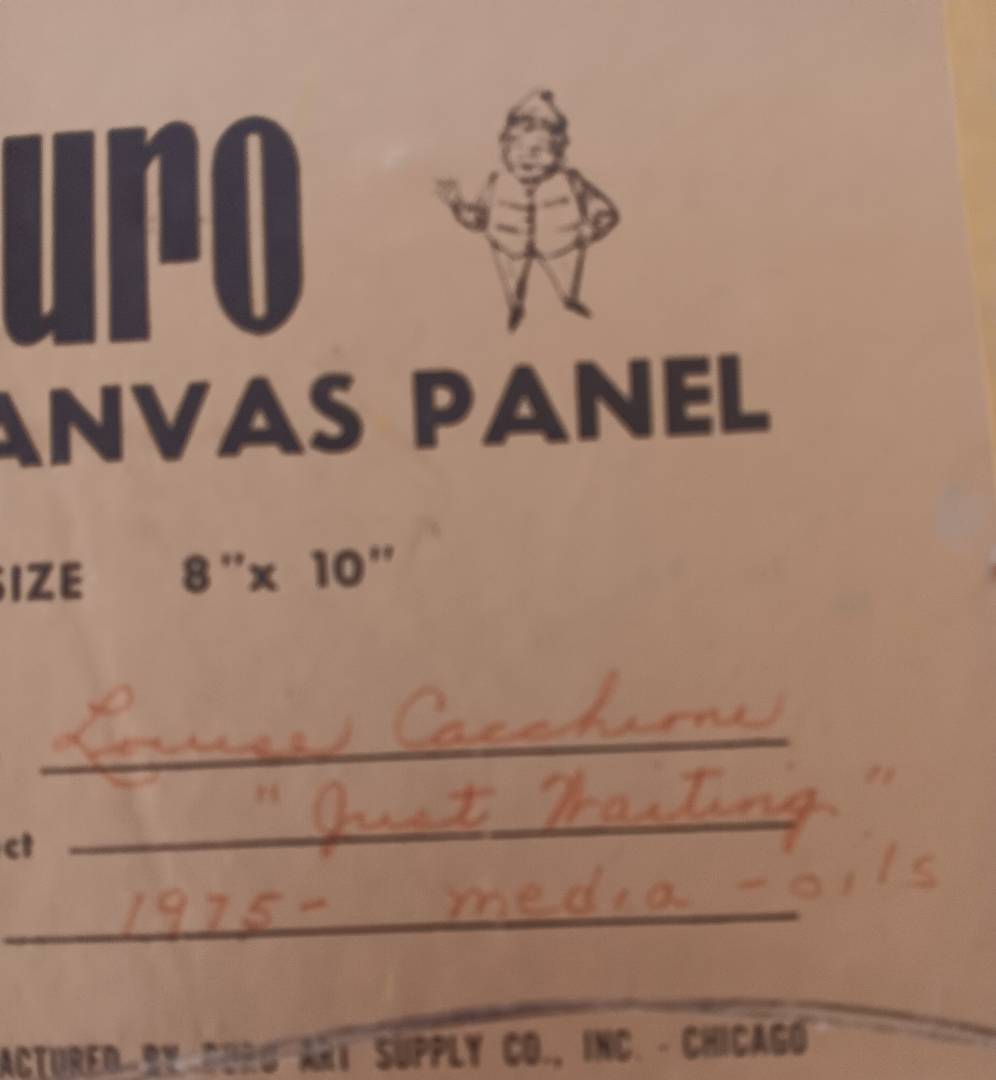 uro
ANVAS PANEL
SIZE 8" x 10"
Louise Cacchione
ct "Just Waiting"
1975- media - oils
ACTURED BY DURO ART SUPPLY CO., INC. - CHICAGO